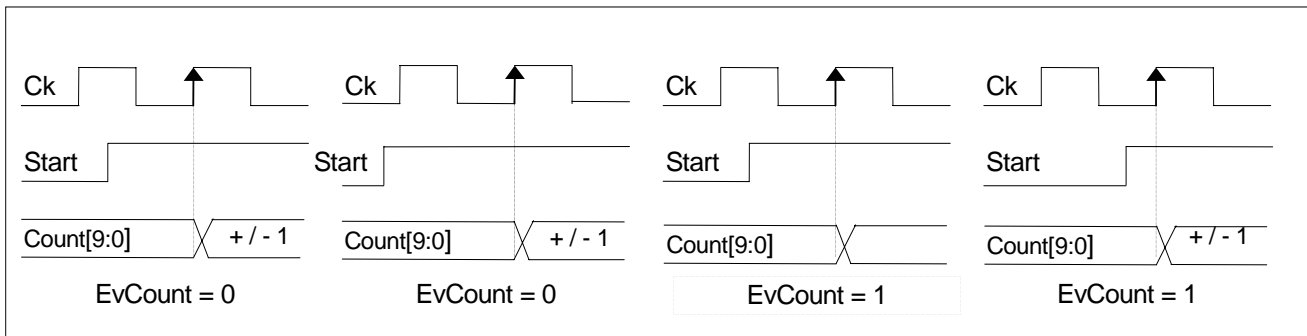 Ck
Start
Count[9:0] + / - 1
EvCount = 0
Ck
Start
Count[9:0] + / - 1
EvCount = 0
Ck
Start
Count[9:0]
EvCount = 1
Ck
Start
Count[9:0] + / - 1
EvCount = 1